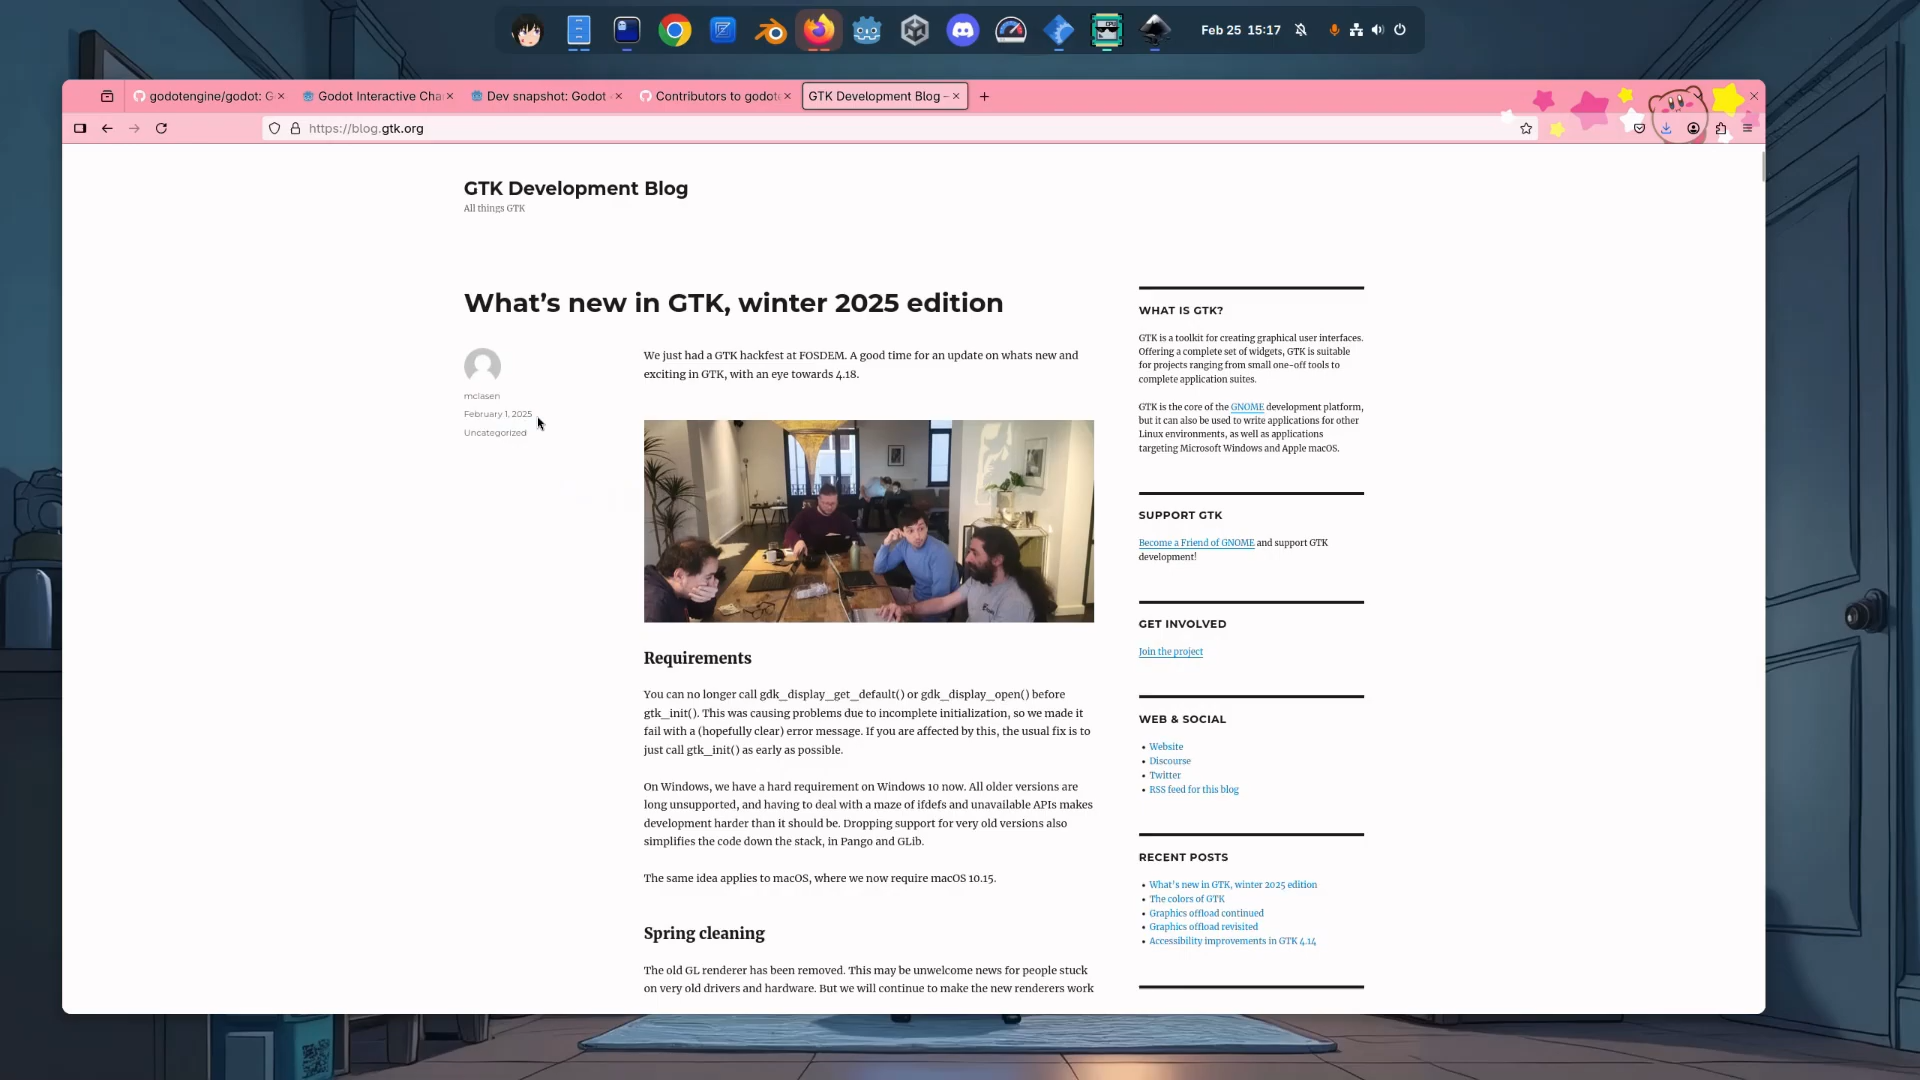 Feb 25 15:17
godotengine/godot: G
Godot Interactive Cha
Dev snapshot: Godot
Contributors to godot
GTK Development Blog –
https://blog.gtk.org
GTK Development Blog
All things GTK
What's new in GTK, winter 2025 edition
mclasen
February 1, 2025
Uncategorized
We just had a GTK hackfest at FOSDEM. A good time for an update on whats new and
exciting in GTK, with an eye towards 4.18.
Requirements
You can no longer call gdk_display_get_default() or gdk_display_open() before
gtk_init(). This was causing problems due to incomplete initialization, so we made it
fail with a (hopefully clear) error message. If you are affected by this, the usual fix is to
just call gtk_init() as early as possible.
On Windows, we have a hard requirement on Windows 10 now. All older versions are
long unsupported, and having to deal with a maze of ifdefs and unavailable APIs makes
development harder than it should be. Dropping support for very old versions also
simplifies the code down the stack, in Pango and GLib.
The same idea applies to macOS, where we now require macOS 10.15.
Spring cleaning
The old GL renderer has been removed. This may be unwelcome news for people stuck
on very old drivers and hardware. But we will continue to make the new renderers work
WHAT IS GTK?
GTK is a toolkit for creating graphical user interfaces.
Offering a complete set of widgets, GTK is suitable
for projects ranging from small one-off tools to
complete application suites.
GTK is the core of the GNOME development platform,
but it can also be used to write applications for other
Linux environments, as well as applications
targeting Microsoft Windows and Apple macOS.
SUPPORT GTK
Become a Friend of GNOME and support GTK
development!
GET INVOLVED
Join the project
WEB & SOCIAL
• Website
• Discourse
• Twitter
• RSS feed for this blog
RECENT POSTS
• What's new in GTK, winter 2025 edition
• The colors of GTK
• Graphics offload continued
• Graphics offload revisited
• Accessibility improvements in GTK 4.14